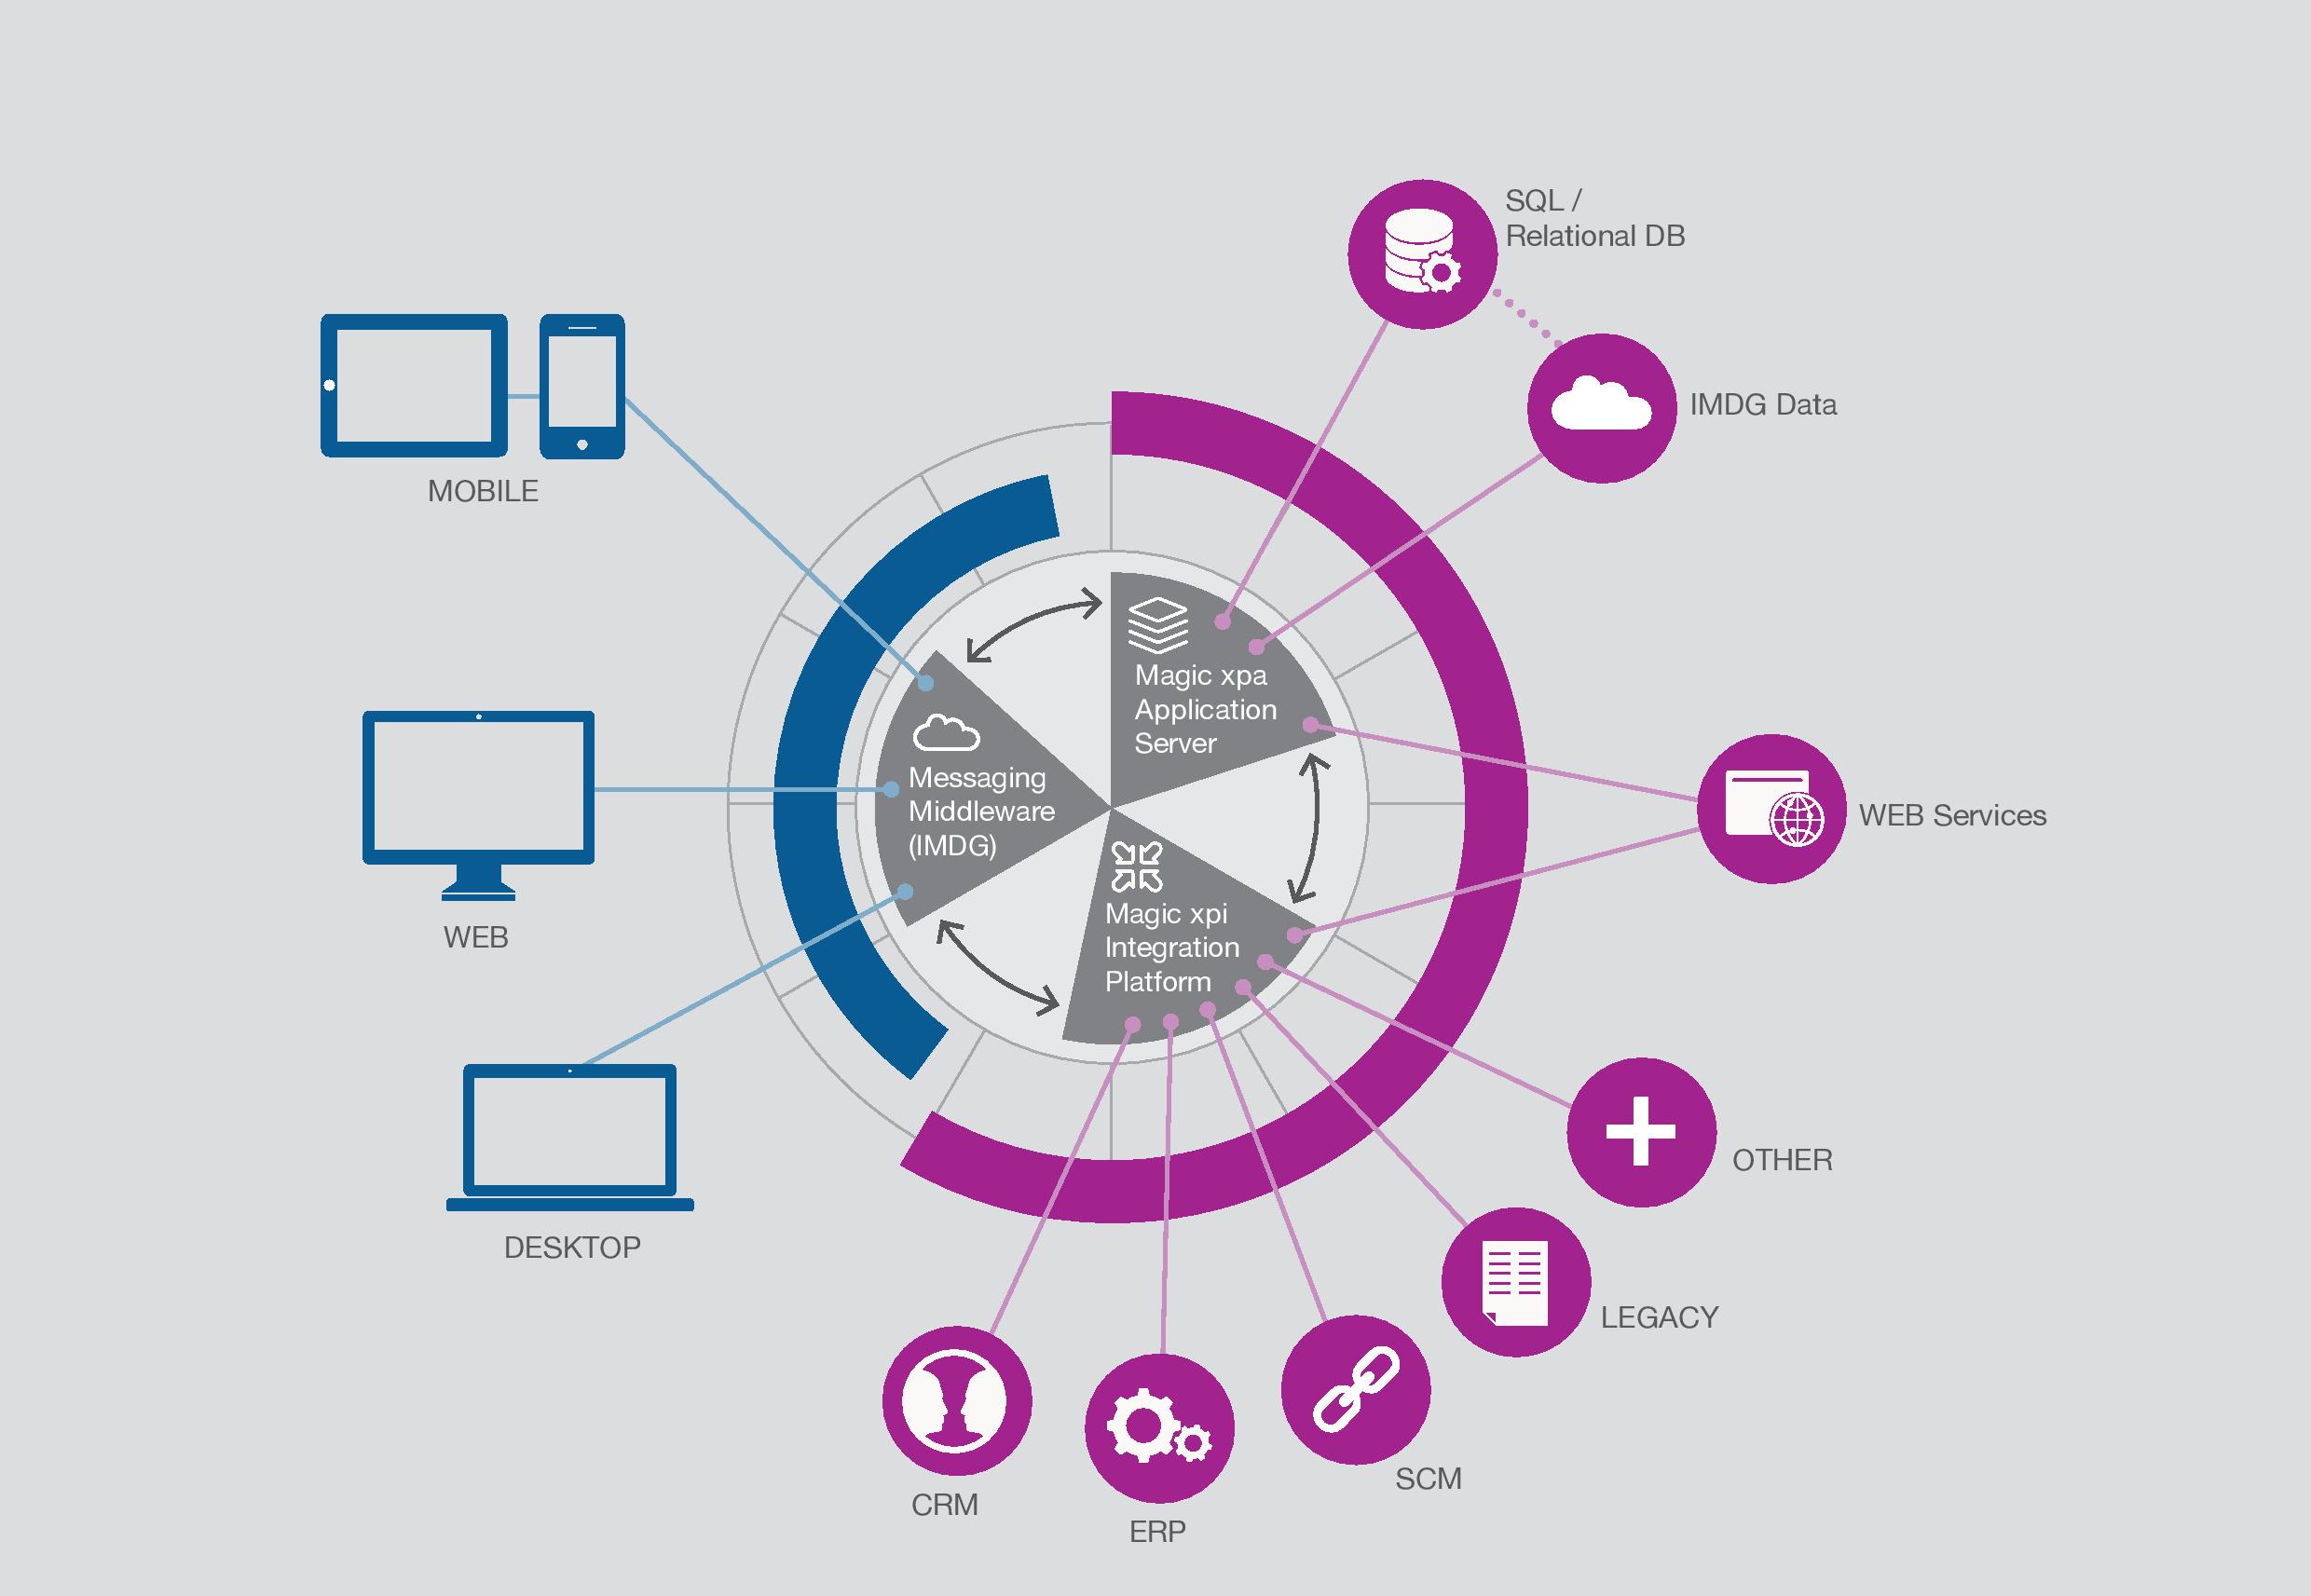 SQL /
Relational DB
IMDG Data
MOBILE
Magic xpa
Application
Server
Messaging
Middleware
(IMDG)
WEB Services
Magic xpi
Integration
Platform
WEB
OTHER
DESKTOP
LEGACY
SCM
CRM
ERP